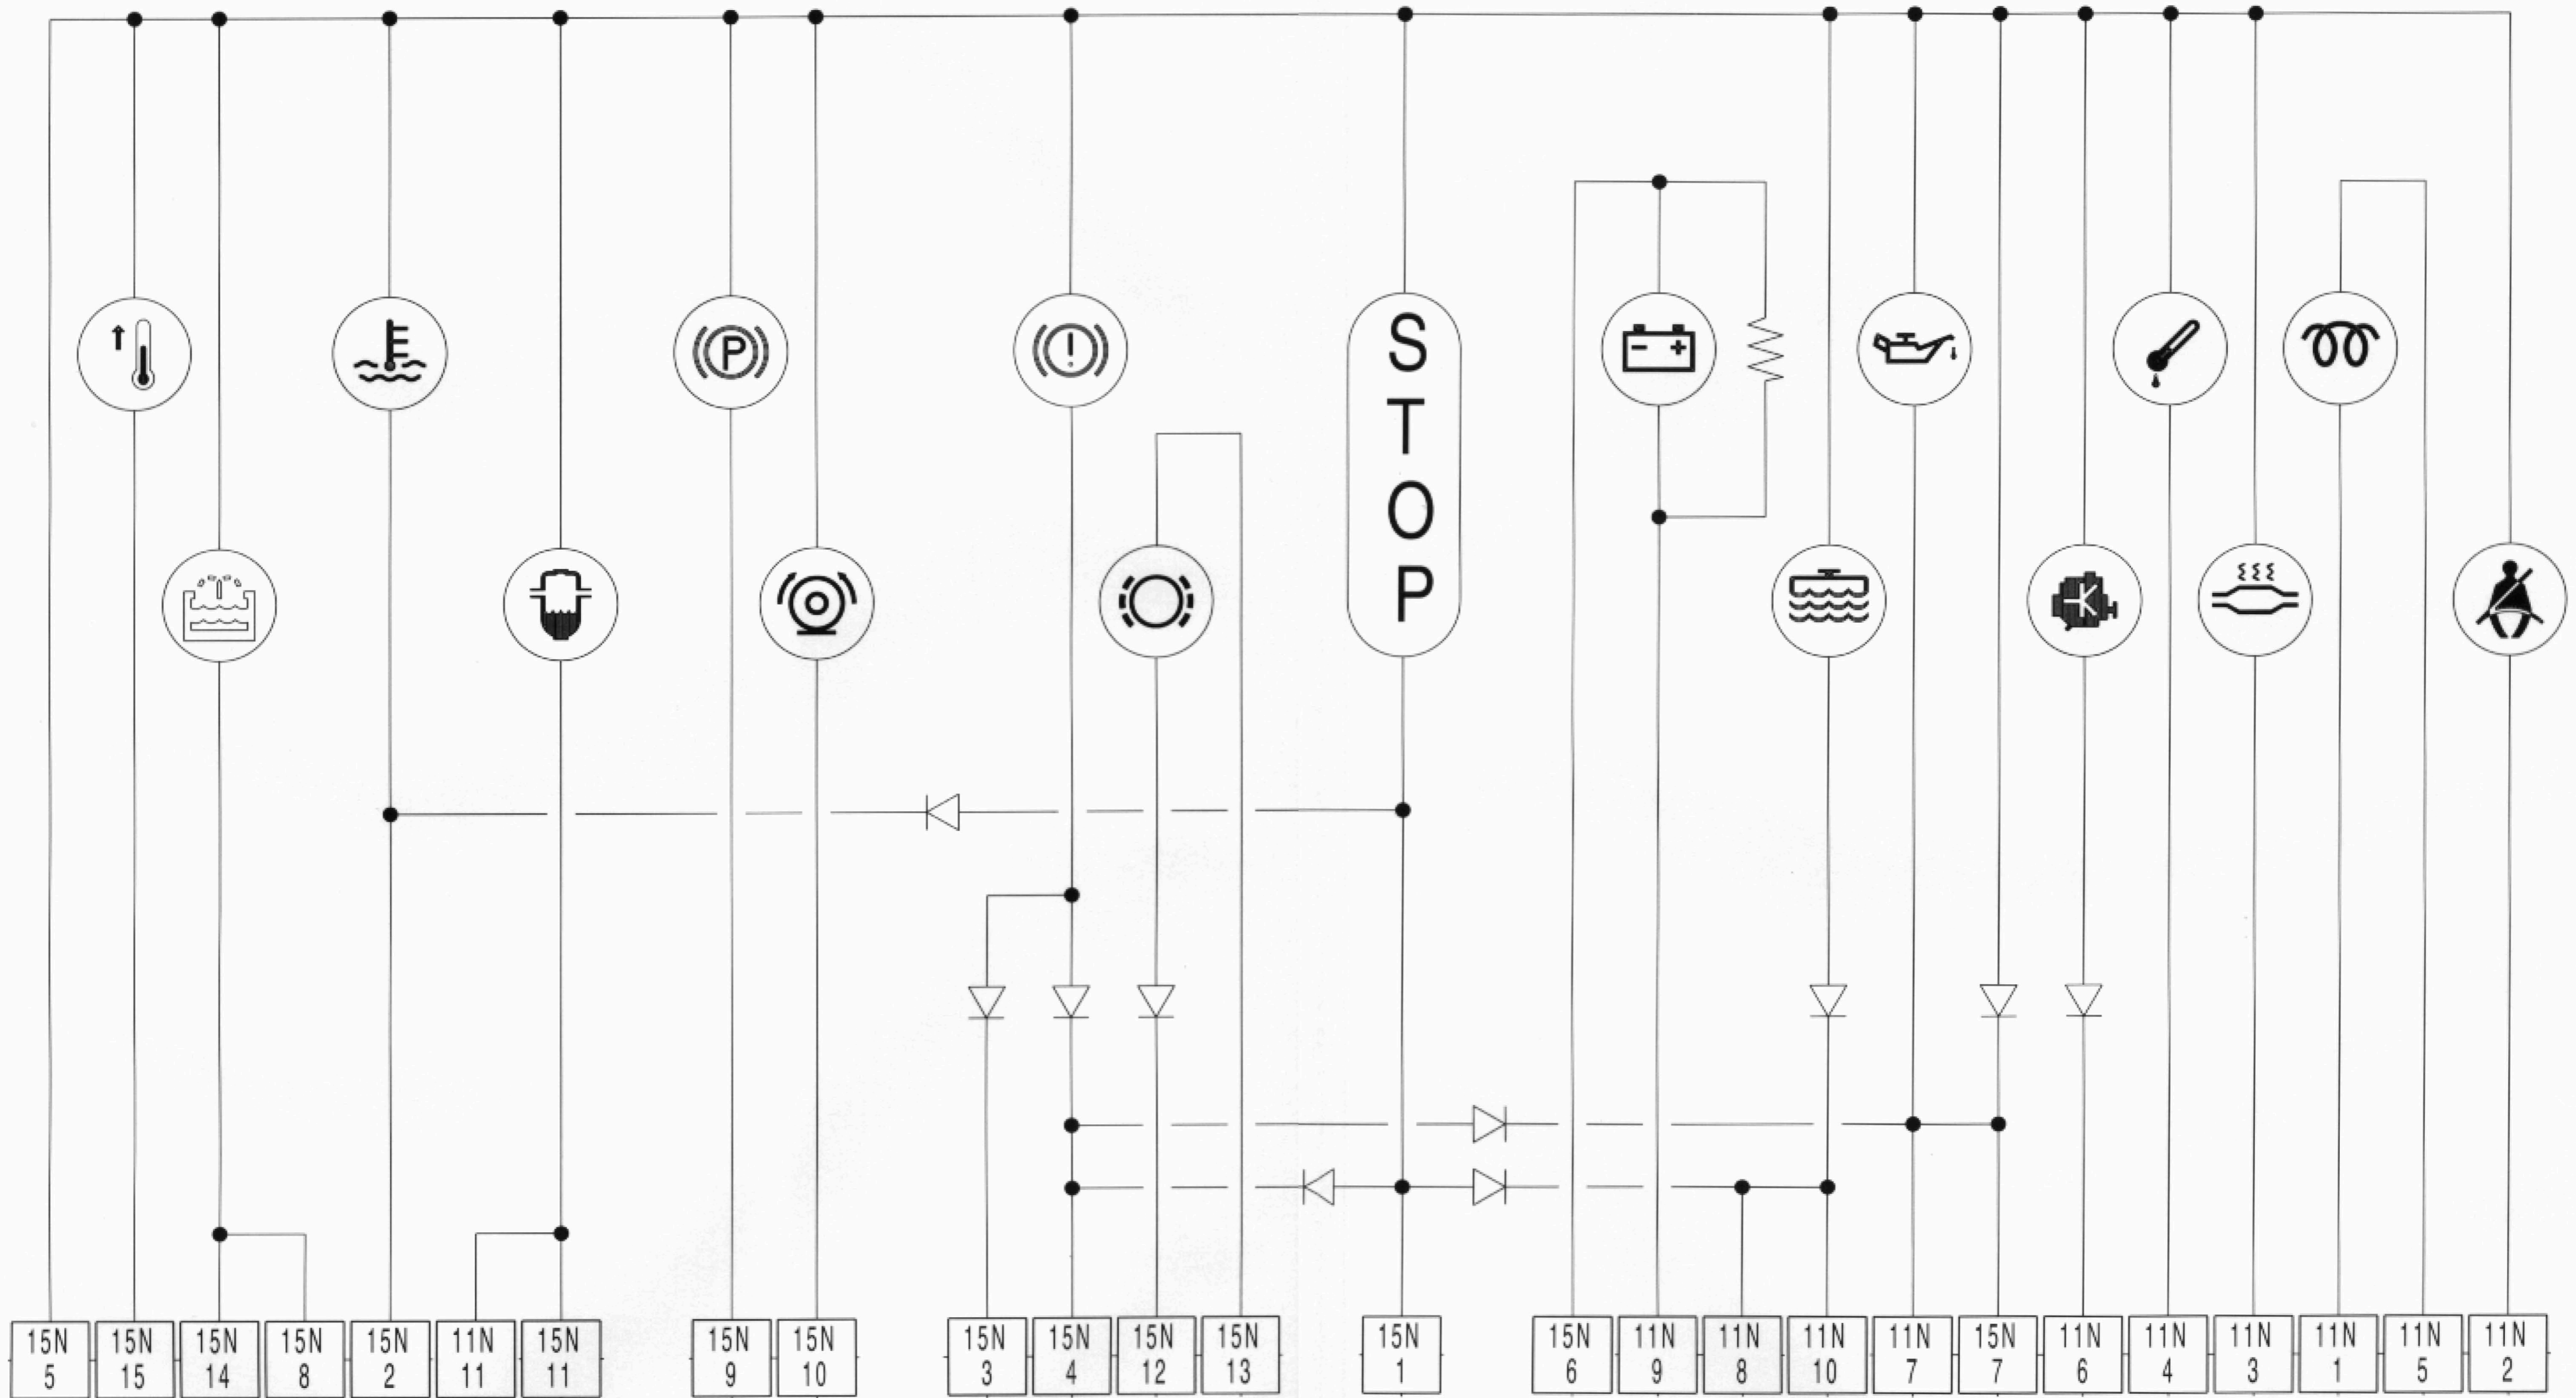 P
!
S
T
O
P
- +
15N 5
15N 15
15N 14
15N 8
15N 2
11N 11
15N 11
15N 9
15N 10
15N 3
15N 4
15N 12
15N 13
15N 1
15N 6
11N 9
11N 8
11N 10
11N 7
15N 7
11N 6
11N 4
11N 3
11N 1
11N 5
11N 2